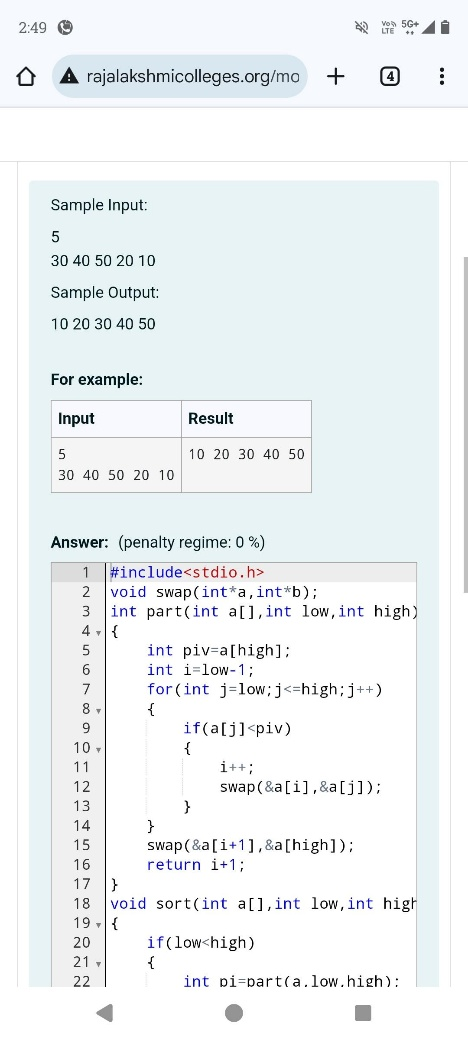 2:49
Vo))
LTE
5G+
rajalakshmicolleges.org/mo
4
Sample Input:
5
30 40 50 20 10
Sample Output:
10 20 30 40 50
For example:
Input Result
5 10 20 30 40 50
30 40 50 20 10
Answer: (penalty regime: 0 %)
1 #include<stdio.h>
2 void swap(int*a,int*b);
3 int part(int a[],int low,int high)
4 {
5 int piv=a[high];
6 int i=low-1;
7 for(int j=low;j<=high;j++)
8 {
9 if(a[j]<piv)
10 {
11 i++;
12 swap(&a[i],&a[j]);
13 }
14 }
15 swap(&a[i+1],&a[high]);
16 return i+1;
17 }
18 void sort(int a[],int low,int high
19 {
20 if(low<high)
21 {
22 int pi=part(a,low,high);